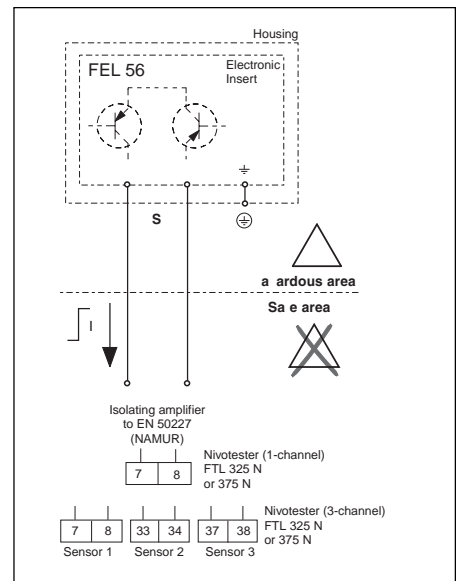 Housing
FEL 56
Electronic
Insert
S
a ardous area
Sa e area
I
Isolating amplifier
to EN 50227
(NAMUR)
Nivotester (1-channel)
FTL 325 N
or 375 N
7 8
Nivotester (3-channel)
FTL 325 N
or 375 N
7 8 33 34 37 38
Sensor 1 Sensor 2 Sensor 3